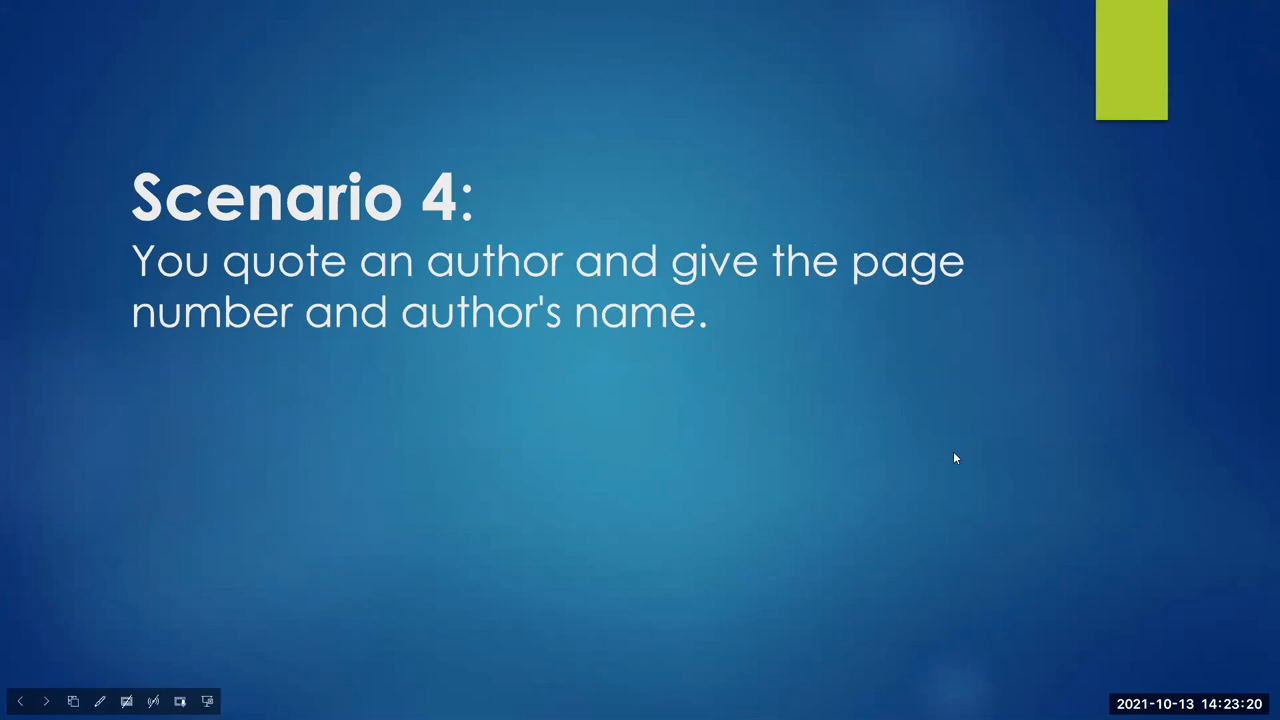 Scenario 4:
You quote an author and give the page
number and author's name.
2021-10-13 14:23:20